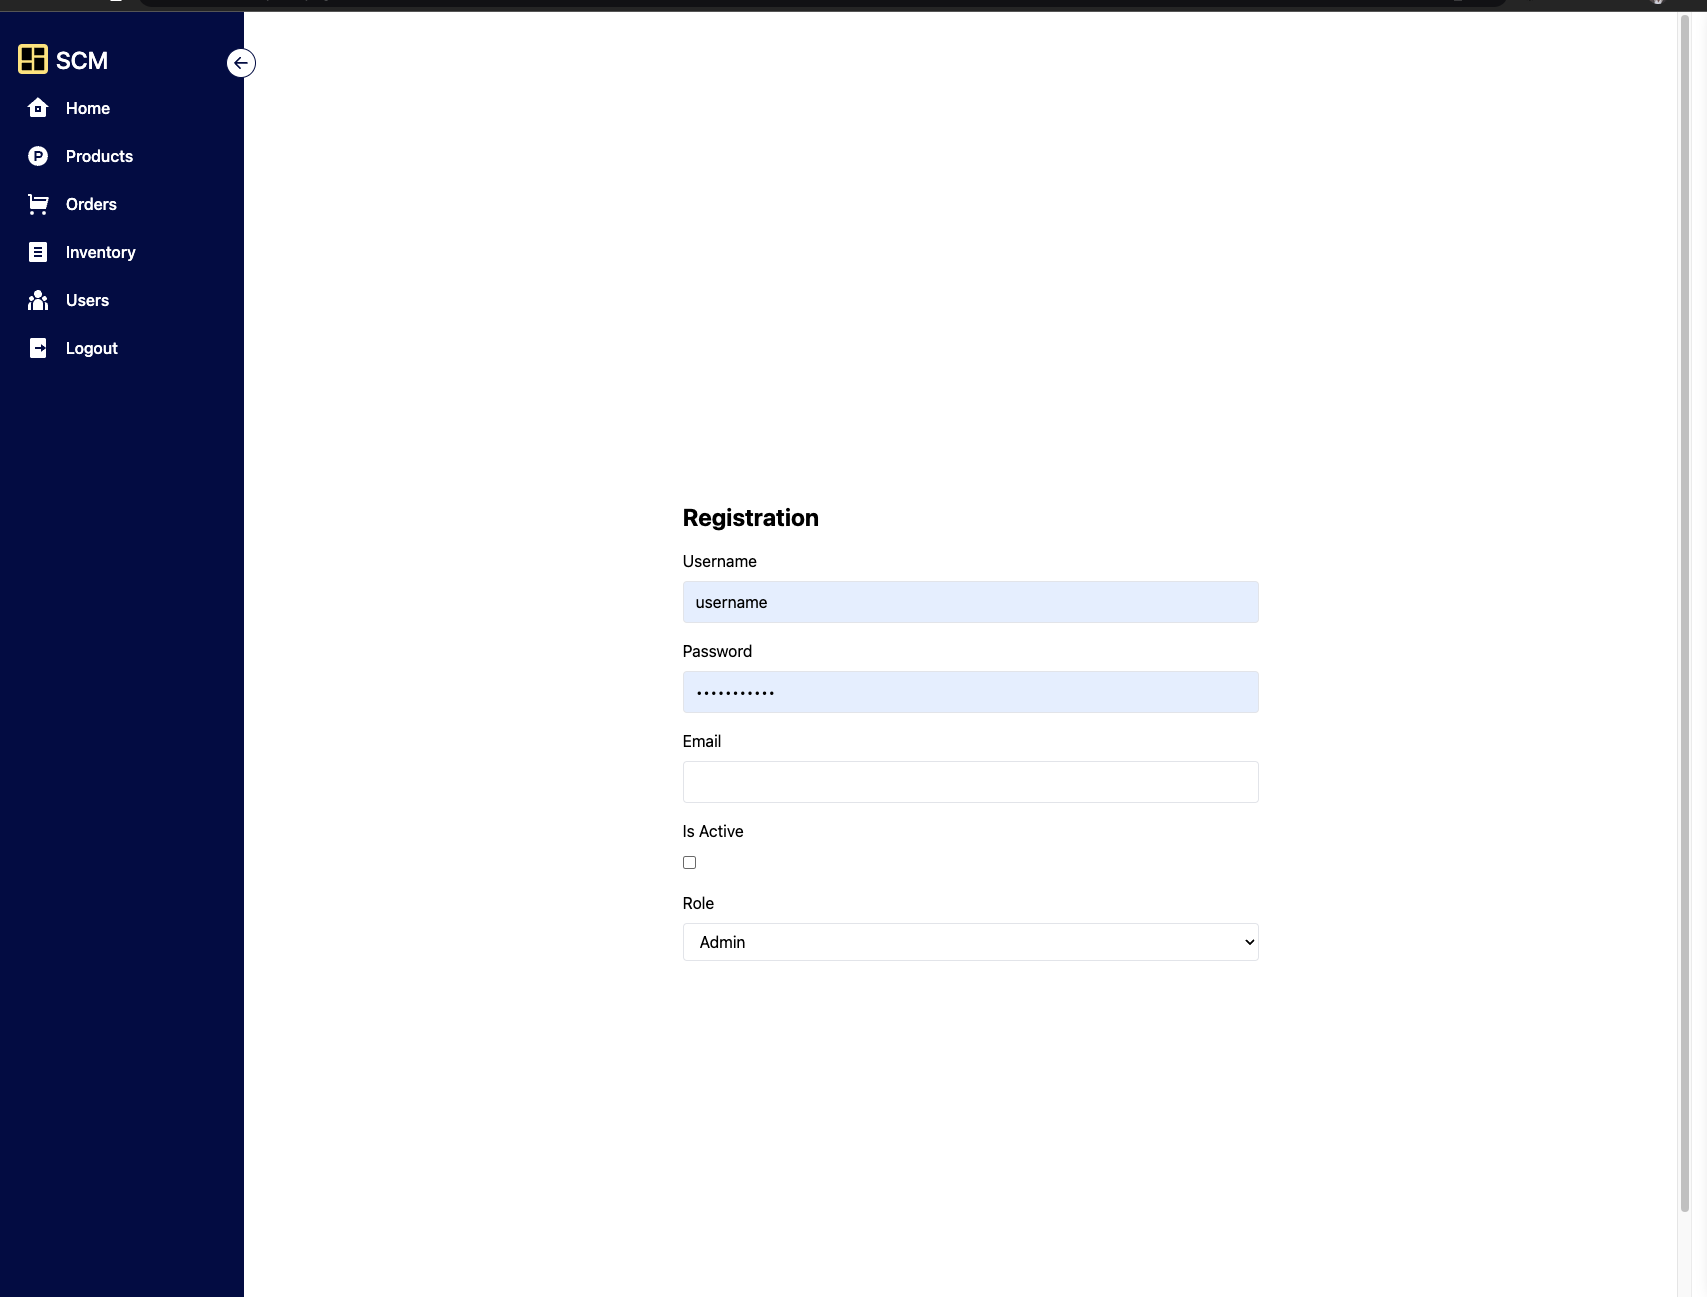 SCM
Home
Products
Orders
Inventory
Users
Logout
Registration
Username
username
Password
•••••••••••
Email
Is Active
Role
Admin